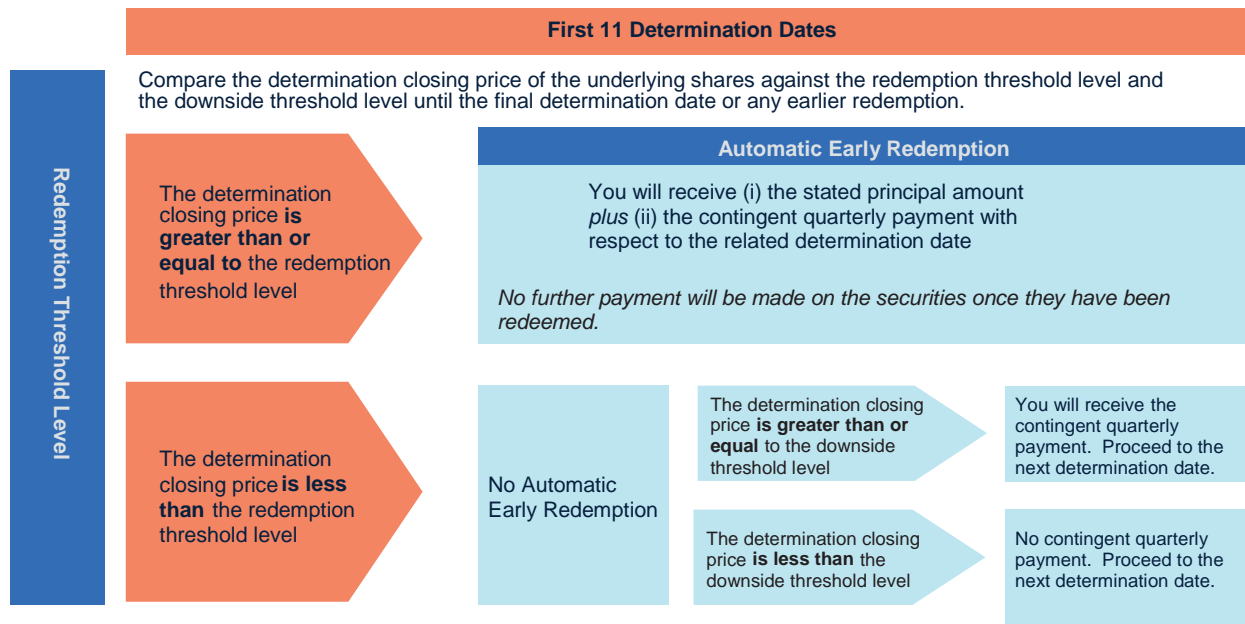 First 11 Determination Dates
Compare the determination closing price of the underlying shares against the redemption threshold level and
the downside threshold level until the final determination date or any earlier redemption.
Redemption Threshold Level
The determination
closing price is
greater than or
equal to the redemption
threshold level
Automatic Early Redemption
You will receive (i) the stated principal amount
plus (ii) the contingent quarterly payment with
respect to the related determination date
No further payment will be made on the securities once they have been
redeemed.
The determination
closing price is less
than the redemption
threshold level
No Automatic
Early Redemption
The determination closing
price is greater than or
equal to the downside
threshold level
You will receive the
contingent quarterly
payment. Proceed to the
next determination date.
The determination closing
price is less than the
downside threshold level
No contingent quarterly
payment. Proceed to the
next determination date.